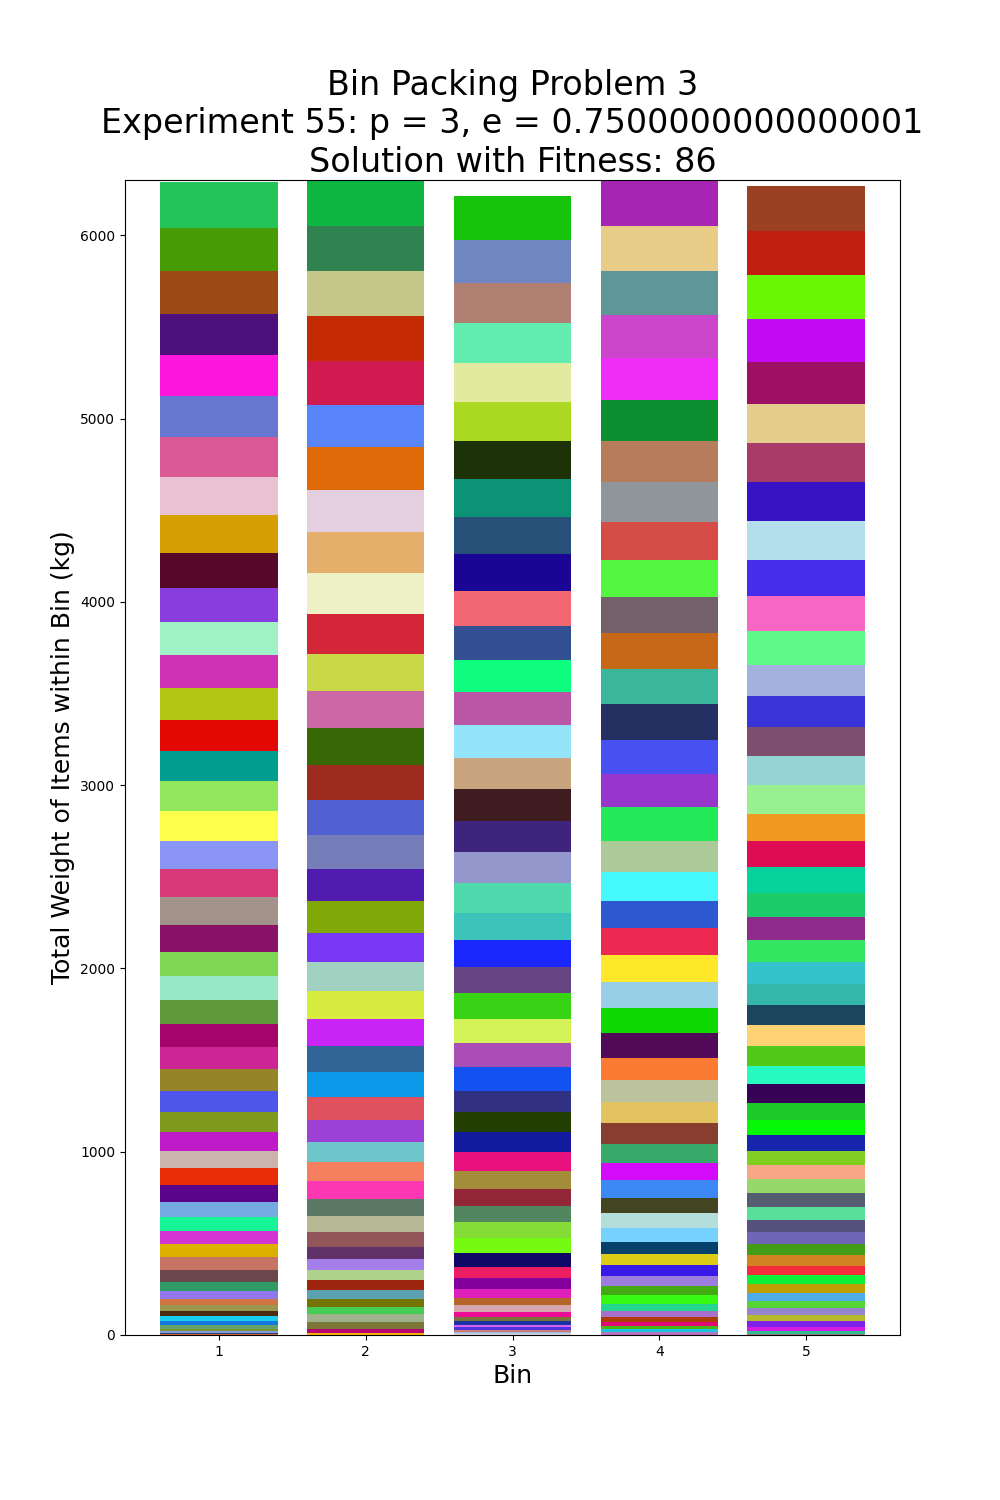 Bin Packing Problem 3
Experiment 55: p = 3, e = 0.7500000000000001
Solution with Fitness: 86
Total Weight of Items within Bin (kg)
6000
5000
4000
3000
2000
1000
0
1 2 3 4 5
Bin